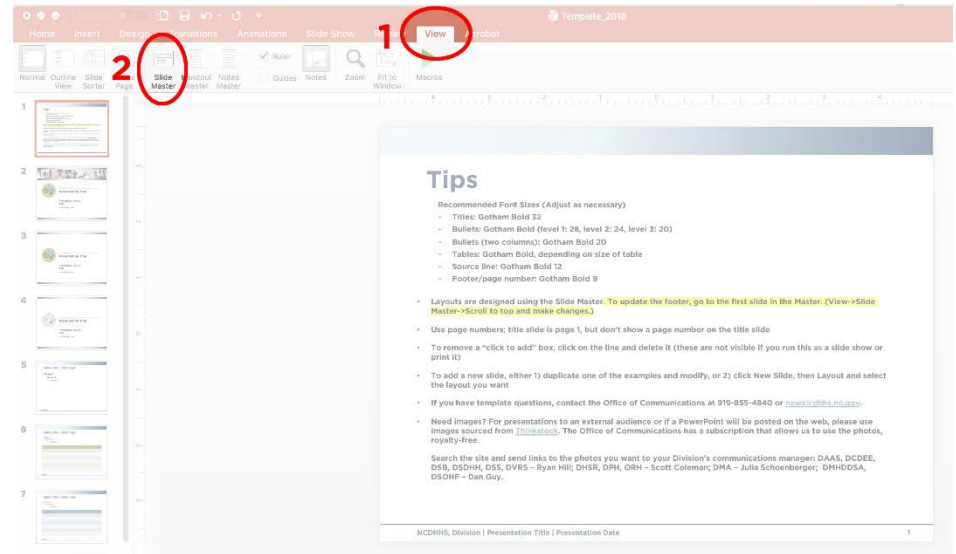 Template_2018
Home Insert Design Transitions Animations Slide Show View Acrobat
1
2
Normal Outline View Slide Sorter Page Slide Master Handout Master Notes Master Ruler Guides Notes Zoom Fit to Window Macros
1
2
3
4
5
6
7
Tips
Recommended Font Sizes (Adjust as necessary)
– Titles: Gotham Bold 32
– Bullets: Gotham Bold (level 1: 28, level 2: 24, level 3: 20)
– Bullets (two columns): Gotham Bold 20
– Tables: Gotham Bold, depending on size of table
– Source line: Gotham Bold 12
– Footer/page number: Gotham Bold 9
• Layouts are designed using the Slide Master. To update the footer, go to the first slide in the Master. (View->Slide
Master->Scroll to top and make changes.)
• Use page numbers; title slide is page 1, but don't show a page number on the title slide
• To remove a "click to add" box, click on the line and delete it (these are not visible if you run this as a slide show or
print it)
• To add a new slide, either 1) duplicate one of the examples and modify, or 2) click New Slide, then Layout and select
the layout you want
• If you have template questions, contact the Office of Communications at 919-855-4840 or news@dhhs.nc.gov.
• Need images? For presentations to an external audience or if a PowerPoint will be posted on the web, please use
images sourced from Thinkstock. The Office of Communications has a subscription that allows us to use the photos,
royalty-free.
Search the site and send links to the photos you want to your Division's communications manager: DAAS, DCDEE,
DSB, DSDHH, DSS, DVRS – Ryan Hill; DHSR, DPH, ORH – Scott Coleman; DMA – Julia Schoenberger; DMHDDSA,
DSOHF – Dan Guy.
NCDHHS, Division | Presentation Title | Presentation Date 1